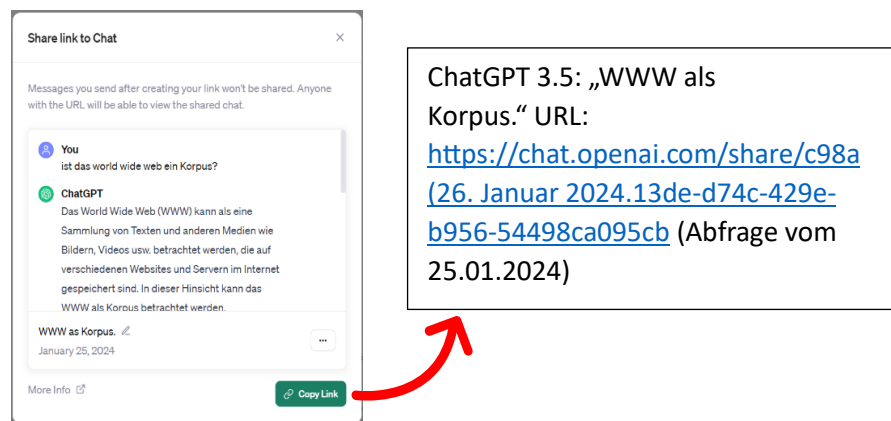 Share link to Chat
Messages you send after creating your link won't be shared. Anyone
with the URL will be able to view the shared chat.
You
ist das world wide web ein Korpus?
ChatGPT
Das World Wide Web (WWW) kann als eine
Sammlung von Texten und anderen Medien wie
Bildern, Videos usw. betrachtet werden, die auf
verschiedenen Websites und Servern im Internet
gespeichert sind. In dieser Hinsicht kann das
WWW als Korpus betrachtet werden.
WWW as Korpus.
January 25, 2024
...
More Info
Copy Link
ChatGPT 3.5: „WWW als
Korpus.“ URL:
https://chat.openai.com/share/c98a
(26. Januar 2024.13de-d74c-429e-
b956-54498ca095cb (Abfrage vom
25.01.2024)